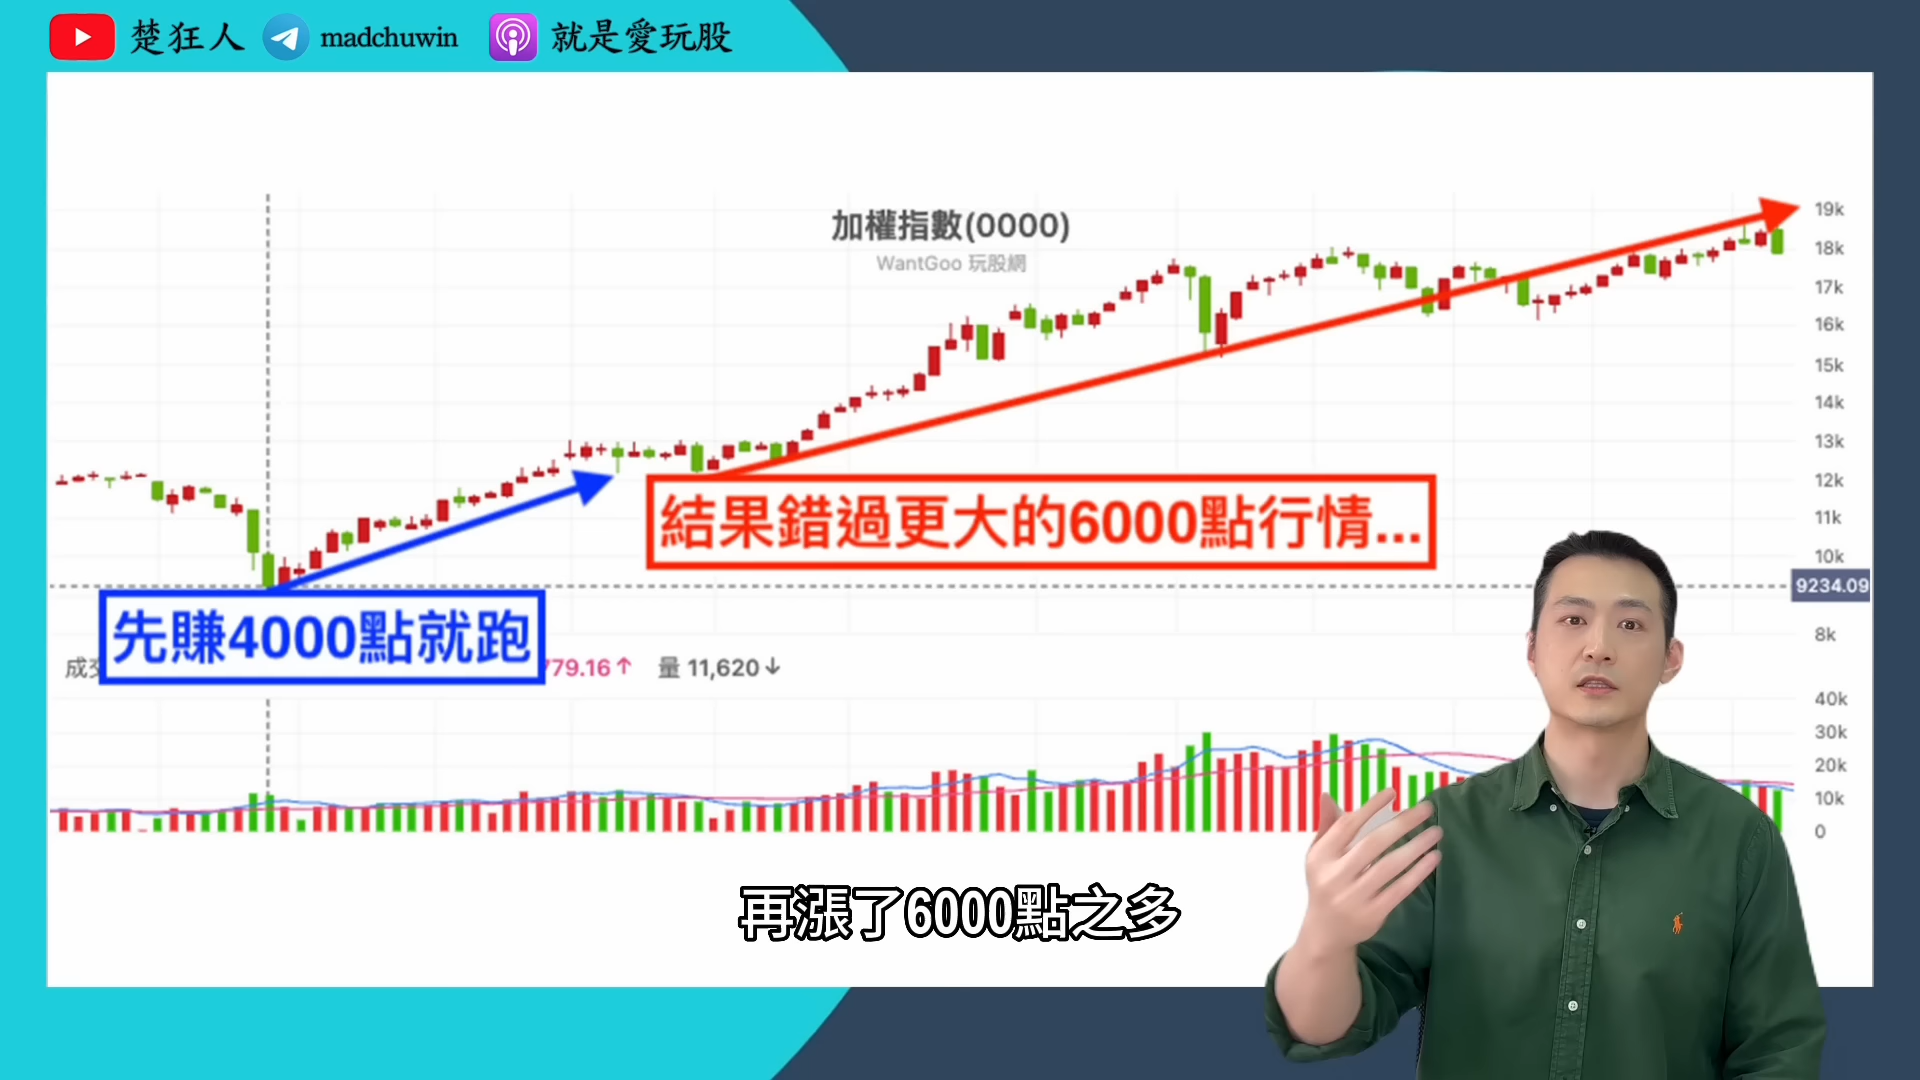 楚狂人 madchuwin 就是愛玩股
加權指數(0000)
WantGoo 玩股網
19k
18k
17k
16k
15k
14k
13k
12k
11k
10k
9234.09
8k
結果錯過更大的6000點行情...
先賺4000點就跑
成交 779.16↑ 量 11,620↓
40k
30k
20k
10k
0
再漲了6000點之多